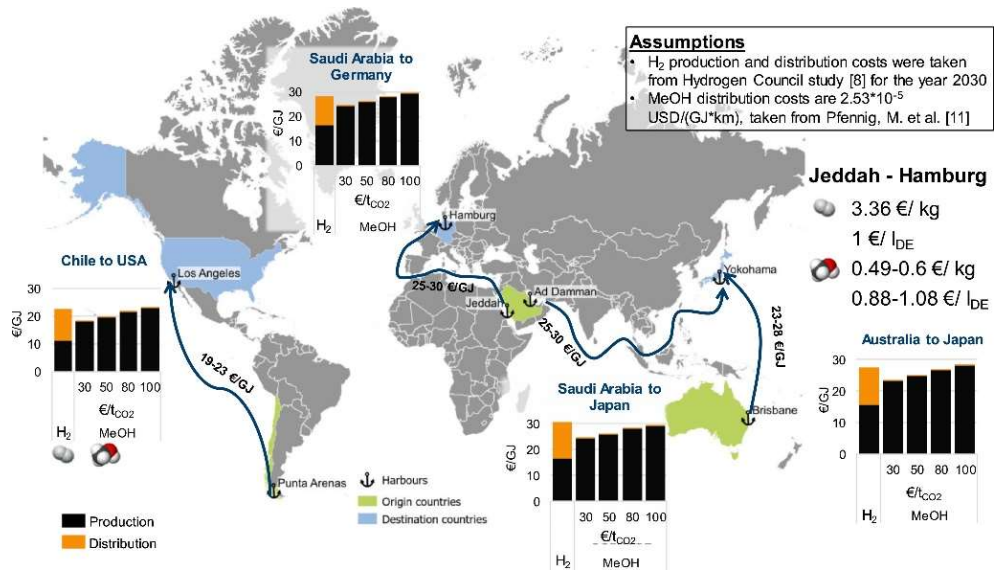 Assumptions
• H₂ production and distribution costs were taken
from Hydrogen Council study [8] for the year 2030
• MeOH distribution costs are 2.53*10⁻⁵
USD/(GJ*km), taken from Pfennig, M. et al. [11]
Saudi Arabia to
Germany
30
20
10
0
€/GJ
30 50 80 100
€/tCO2
H₂
MeOH
Jeddah - Hamburg
3.36 €/ kg
1 €/ lDE
0.49-0.6 €/ kg
0.88-1.08 €/ lDE
Hamburg
Chile to USA
Los Angeles
30
20
10
0
€/GJ
30 50 80 100
€/tCO2
H₂
MeOH
19-23 €/GJ
Punta Arenas
25-30 €/GJ
Jeddah
Ad Damman
25-30 €/GJ
Yokohama
23-28 €/GJ
Brisbane
Saudi Arabia to
Japan
30
20
10
0
€/GJ
30 50 80 100
€/tCO2
H₂
MeOH
Australia to Japan
30
20
10
0
€/GJ
30 50 80 100
€/tCO2
H₂
MeOH
Harbours
Origin countries
Destination countries
Production
Distribution